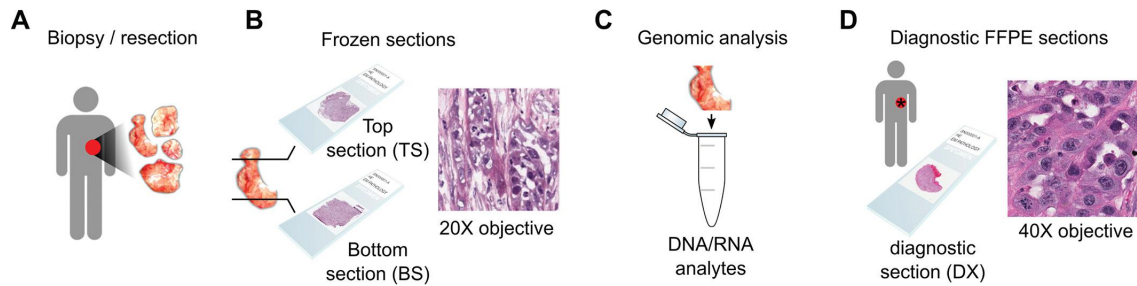 A
Biopsy / resection
B
Frozen sections
Top
section (TS)
Bottom
section (BS)
20X objective
C
Genomic analysis
DNA/RNA
analytes
D
Diagnostic FFPE sections
*
diagnostic
section (DX)
40X objective